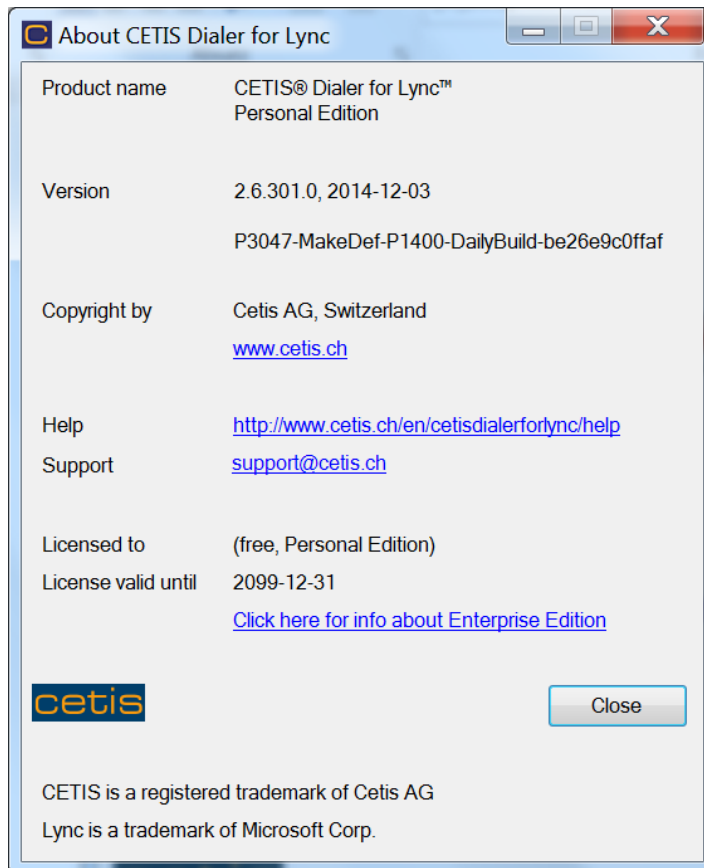 C About CETIS Dialer for Lync
Product name CETIS® Dialer for Lync™
Personal Edition
Version 2.6.301.0, 2014-12-03
P3047-MakeDef-P1400-DailyBuild-be26e9c0ffaf
Copyright by Cetis AG, Switzerland
www.cetis.ch
Help http://www.cetis.ch/en/cetisdialerforlync/help
Support support@cetis.ch
Licensed to (free, Personal Edition)
License valid until 2099-12-31
Click here for info about Enterprise Edition
cetis Close
CETIS is a registered trademark of Cetis AG
Lync is a trademark of Microsoft Corp.